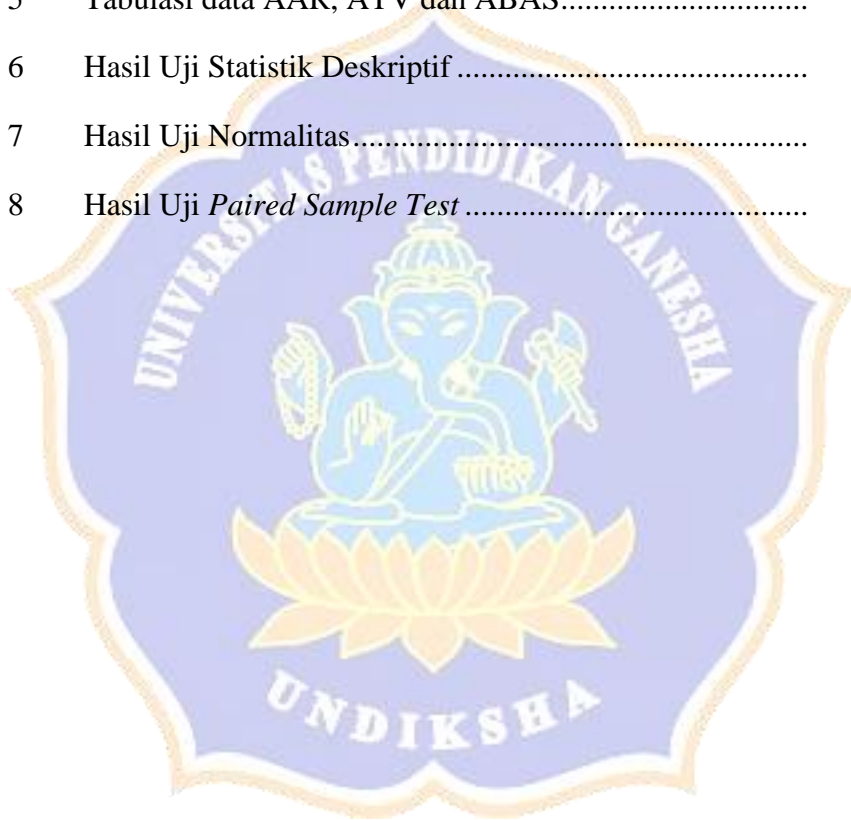 5 Tabulasi data AAR, ATV dan ABAS............................
6 Hasil Uji Statistik Deskriptif .......................................
7 Hasil Uji Normalitas....................................................
8 Hasil Uji Paired Sample Test ......................................
UNIVERSITAS PENDIDIKAN GANESHA
UNDIKSHA